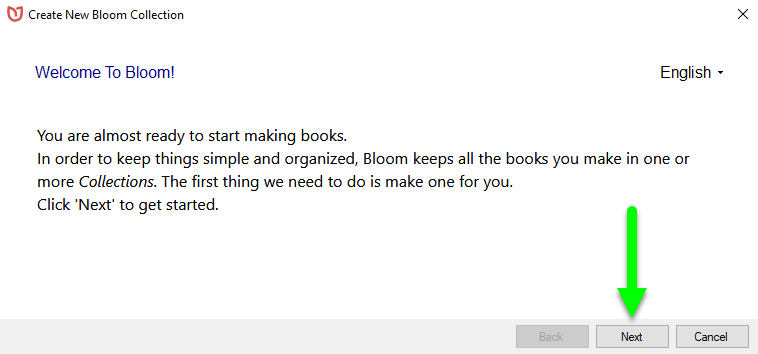 Create New Bloom Collection
Welcome To Bloom!
English
You are almost ready to start making books.
In order to keep things simple and organized, Bloom keeps all the books you make in one or
more Collections. The first thing we need to do is make one for you.
Click 'Next' to get started.
Back
Next
Cancel